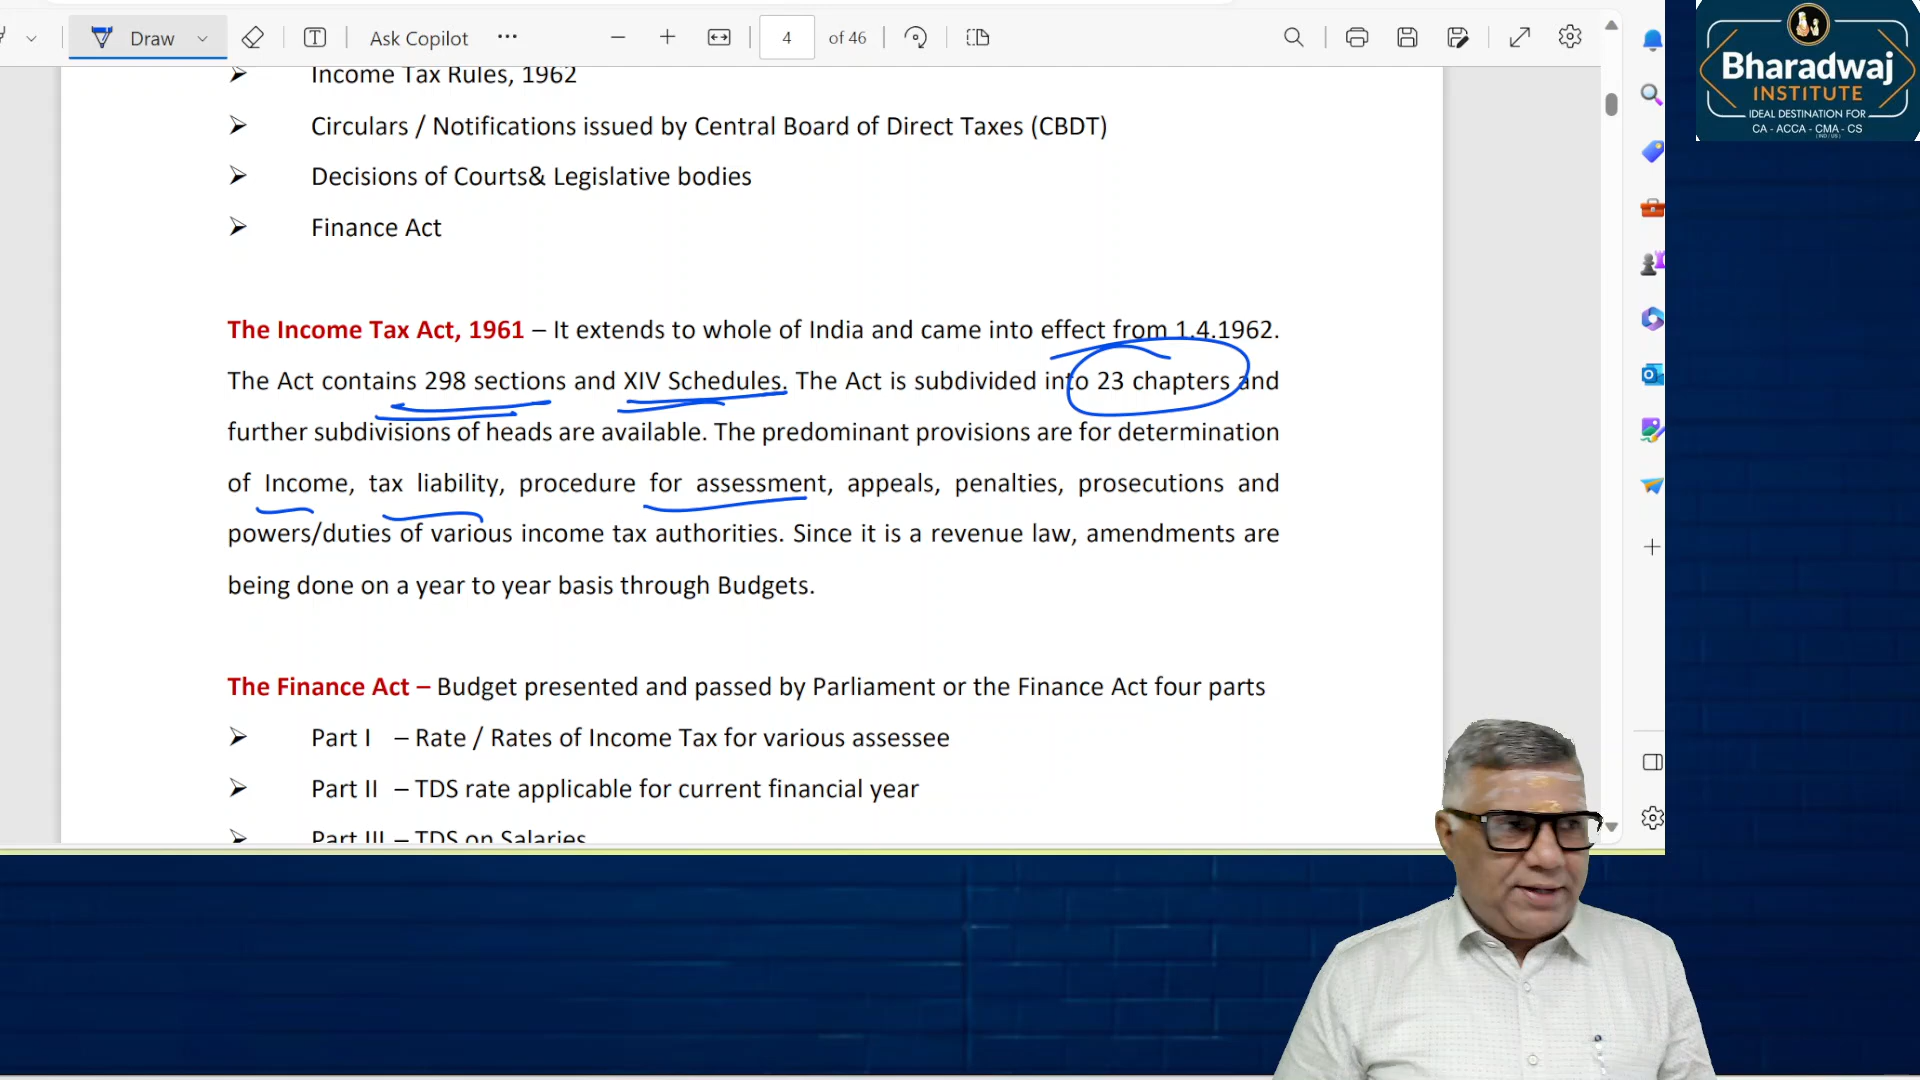 Draw
Ask Copilot
4 of 46
Income Tax Rules, 1962
Circulars / Notifications issued by Central Board of Direct Taxes (CBDT)
Decisions of Courts& Legislative bodies
Finance Act
The Income Tax Act, 1961 – It extends to whole of India and came into effect from 1.4.1962.
The Act contains 298 sections and XIV Schedules. The Act is subdivided into 23 chapters and
further subdivisions of heads are available. The predominant provisions are for determination
of Income, tax liability, procedure for assessment, appeals, penalties, prosecutions and
powers/duties of various income tax authorities. Since it is a revenue law, amendments are
being done on a year to year basis through Budgets.
The Finance Act – Budget presented and passed by Parliament or the Finance Act four parts
Part I – Rate / Rates of Income Tax for various assessee
Part II – TDS rate applicable for current financial year
Part III – TDS on Salaries
Bharadwaj
INSTITUTE
IDEAL DESTINATION FOR
CA - ACCA - CMA - CS